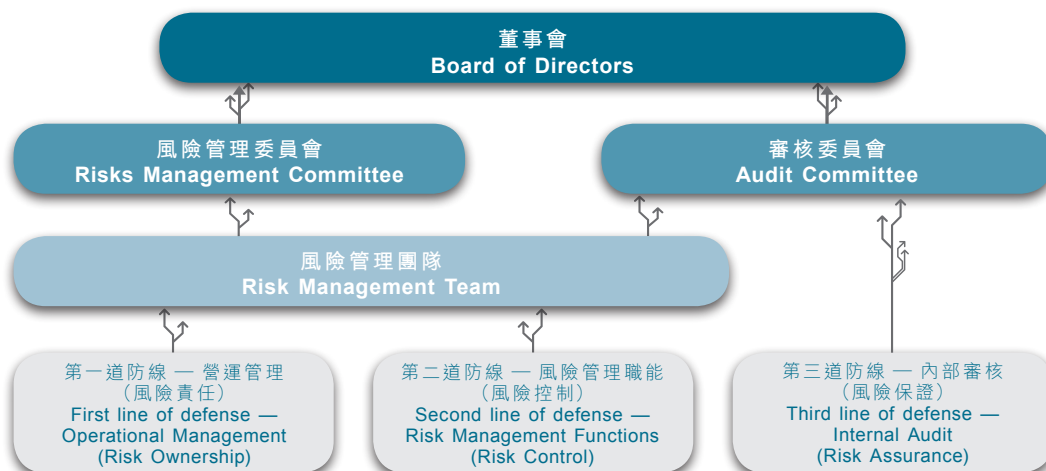 董事會
Board of Directors
風險管理委員會
Risks Management Committee
審核委員會
Audit Committee
風險管理團隊
Risk Management Team
第一道防線 — 營運管理
（風險責任）
First line of defense —
Operational Management
(Risk Ownership)
第二道防線 — 風險管理職能
（風險控制）
Second line of defense —
Risk Management Functions
(Risk Control)
第三道防線 — 內部審核
（風險保證）
Third line of defense —
Internal Audit
(Risk Assurance)